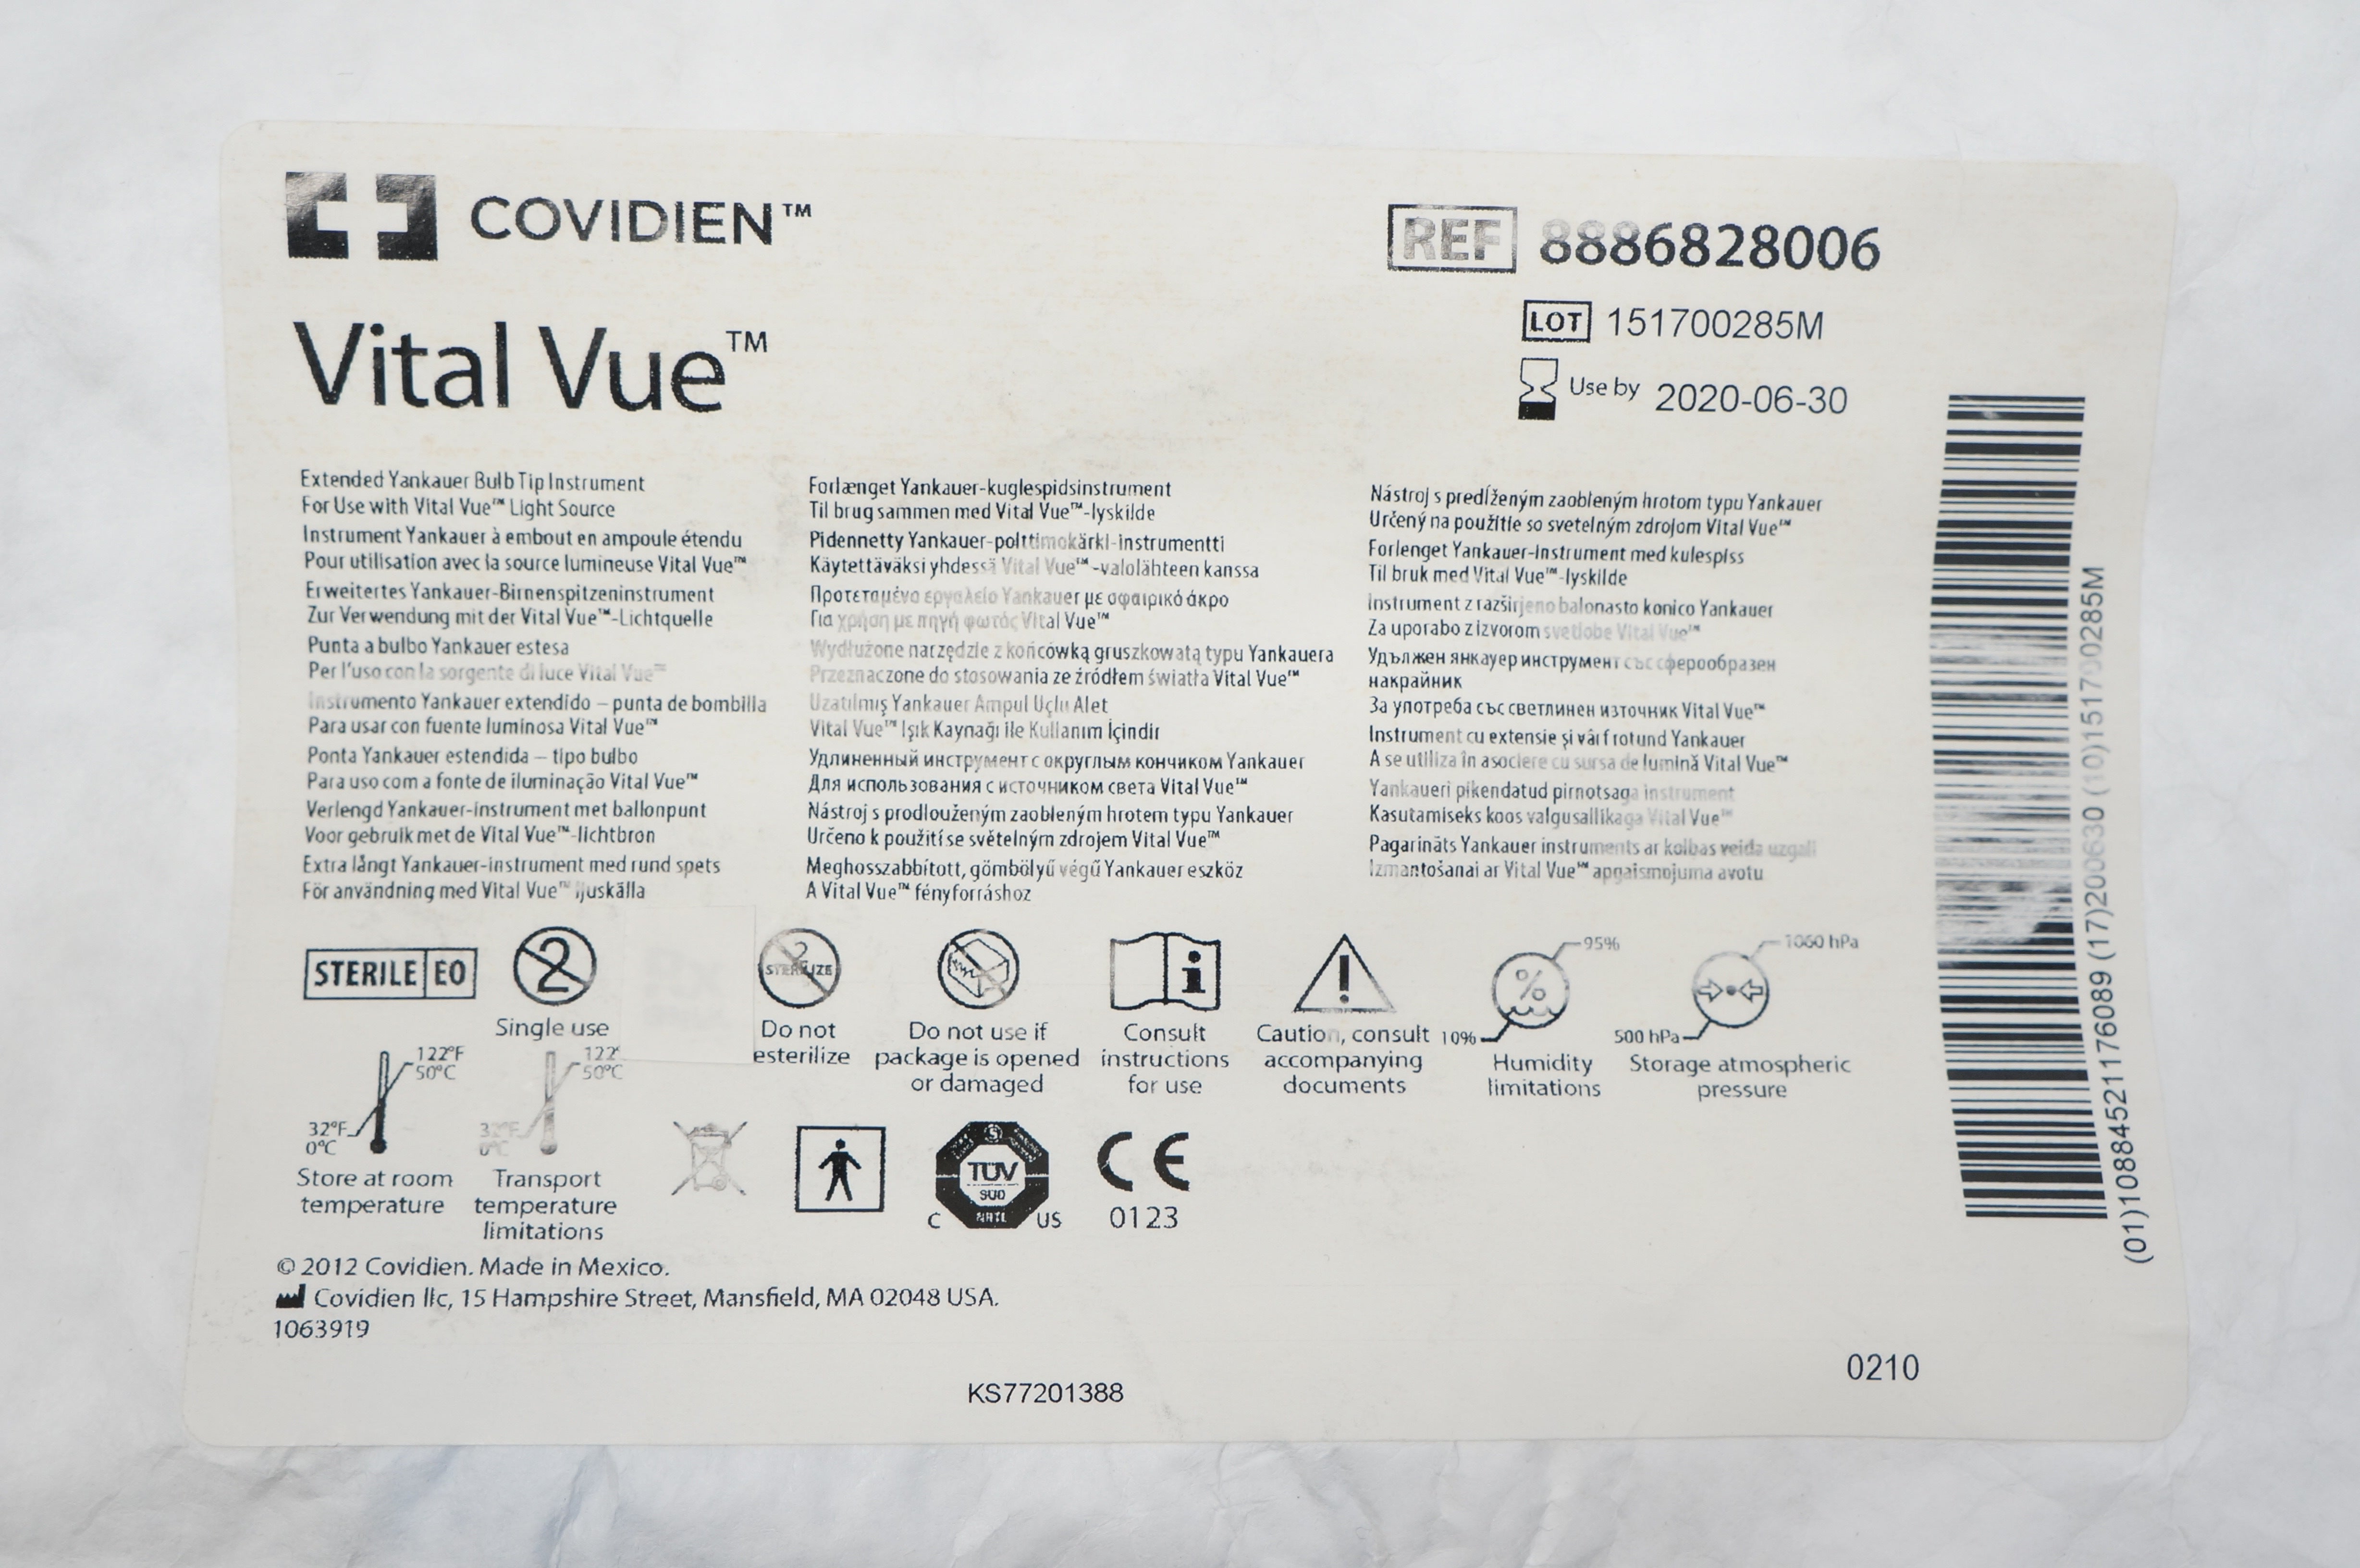 COVIDIEN™
REF 8886828006
LOT 151700285M
Use by 2020-06-30
Vital Vue™
Extended Yankauer Bulb Tip Instrument
For Use with Vital Vue™ Light Source
Instrument Yankauer à embout en ampoule étendu
Pour utilisation avec la source lumineuse Vital Vue™
Erweitertes Yankauer-Birnenspitzeninstrument
Zur Verwendung mit der Vital Vue™-Lichtquelle
Punta a bulbo Yankauer estesa
Per l'uso con la sorgente di luce Vital Vue™
Instrumento Yankauer extendido – punta de bombilla
Para usar con fuente luminosa Vital Vue™
Ponta Yankauer estendida – tipo bulbo
Para uso com a fonte de iluminação Vital Vue™
Verlengd Yankauer-instrument met ballonpunt
Voor gebruik met de Vital Vue™-lichtbron
Extra långt Yankauer-instrument med rund spets
För användning med Vital Vue™ ljuskälla
Forlænget Yankauer-kuglespidsinstrument
Til brug sammen med Vital Vue™-lyskilde
Pidennetty Yankauer-polttimokärki-instrumentti
Käytettäväksi yhdessä Vital Vue™-valolähteen kanssa
Προτεταμένο εργαλείο Yankauer με σφαιρικό άκρο
Για χρήση με πηγή φωτός Vital Vue™
Wydłużone narzędzie z końcówką gruszkowatą typu Yankauera
Przeznaczone do stosowania ze źródłem światła Vital Vue™
Uzatılmış Yankauer Ampul Uçlu Alet
Vital Vue™ Işık Kaynağı ile Kullanım İçindir
Удлиненный инструмент с округлым кончиком Yankauer
Для использования с источником света Vital Vue™
Nástroj s prodlouženým zaobleným hrotem typu Yankauer
Určeno k použití se světelným zdrojem Vital Vue™
Meghosszabbított, gömbölyű végű Yankauer eszköz
A Vital Vue™ fényforráshoz
Nástroj s predĺženým zaobleným hrotom typu Yankauer
Určený na použitie so svetelným zdrojom Vital Vue™
Forlenget Yankauer-instrument med kulespiss
Til bruk med Vital Vue™-lyskilde
Instrument z razširjeno balonasto konico Yankauer
Za uporabo z izvorom svetlobe Vital Vue™
Удължен янкауер инструмент със сферообразен
накрайник
За употреба със светлинен източник Vital Vue™
Instrument cu extensie și vârf rotund Yankauer
A se utiliza în asociere cu sursa de lumină Vital Vue™
Yankaueri pikendatud pirnotsaga instrument
Kasutamiseks koos valgusallikaga Vital Vue™
Pagarināts Yankauer instruments ar kolbas veida uzgali
Izmantošanai ar Vital Vue™ apgaismojuma avotu
STERILE EO
2
Single use
2
STERILIZE
Do not
esterilize
Do not use if
package is opened
or damaged
i
Consult
instructions
for use
!
Caution, consult
accompanying
documents
95%
%
10%
Humidity
limitations
1060 hPa
500 hPa
Storage atmospheric
pressure
122°F
50°C
32°F
0°C
Store at room
temperature
122°
50°C
32°F
0°C
Transport
temperature
limitations
TÜV
SÜD
NRTL
C US
CE
0123
© 2012 Covidien. Made in Mexico.
Covidien llc, 15 Hampshire Street, Mansfield, MA 02048 USA.
1063919
KS77201388
0210
(01)10884521176089 (17)200630 (10)151700285M